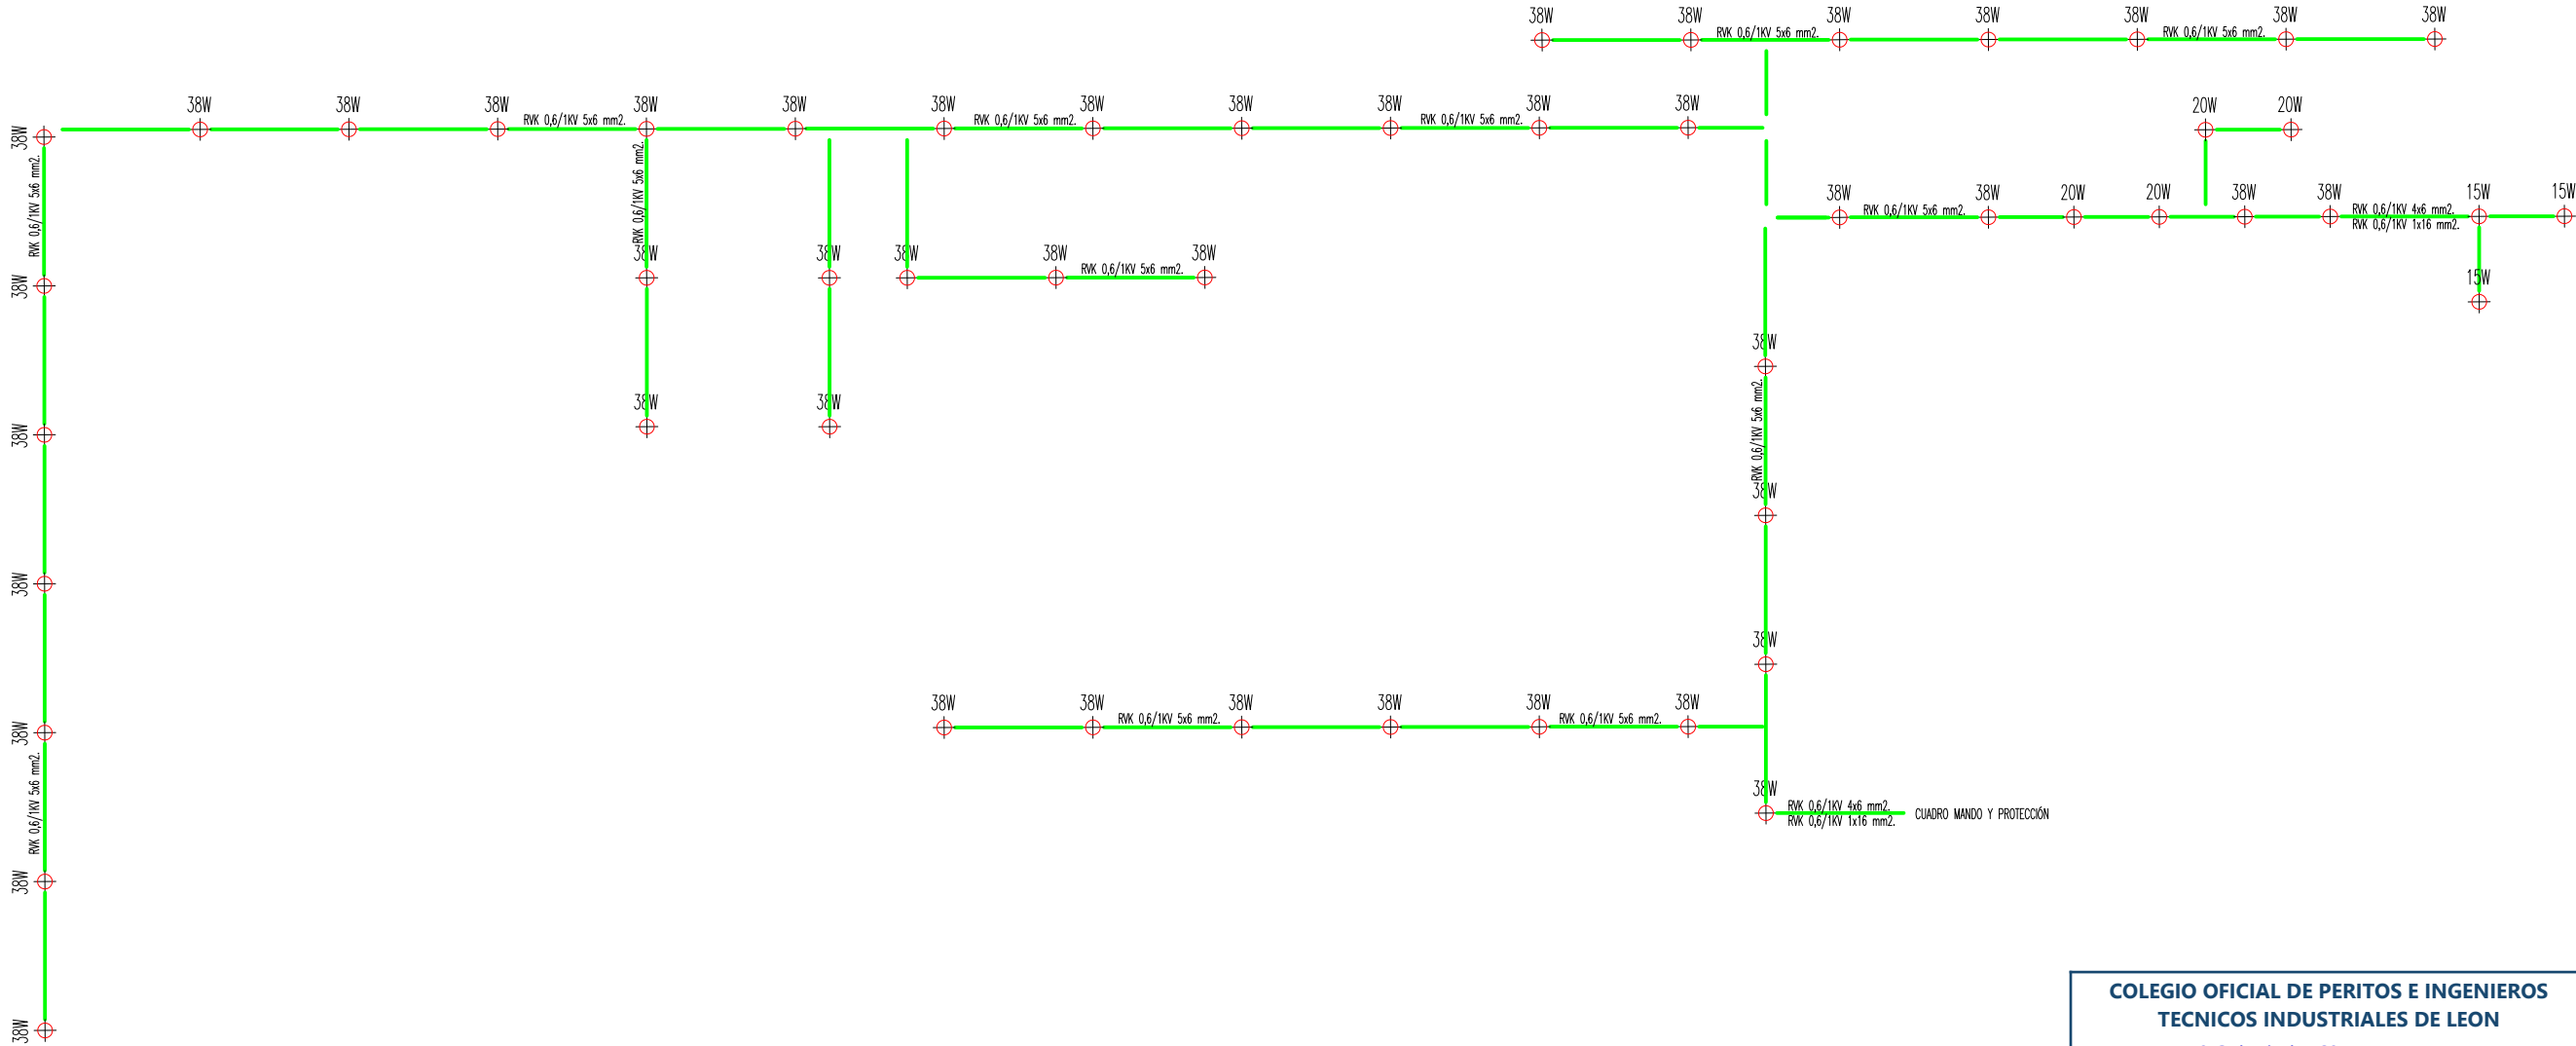 38W 38W 38W 38W 38W 38W 38W
RVK 0,6/1KV 5x6 mm2. RVK 0,6/1KV 5x6 mm2.
38W 38W 38W 38W 38W 38W 38W 38W 38W 38W 38W 20W 20W
38W
RVK 0,6/1KV 5x6 mm2. RVK 0,6/1KV 5x6 mm2. RVK 0,6/1KV 5x6 mm2.
RVK 0,6/1KV 5x6 mm2.
RVK 0,6/1KV 5x6 mm2.
38W 38W 20W 20W 38W 38W 15W 15W
RVK 0,6/1KV 5x6 mm2. RVK 0,6/1KV 4x6 mm2.
RVK 0,6/1KV 1x16 mm2.
38W 38W 38W 38W 38W
RVK 0,6/1KV 5x6 mm2.
38W
15W
38W
RVK 0,6/1KV 5x6 mm2.
38W 38W
38W
38W
38W
38W
38W 38W 38W 38W 38W 38W
RVK 0,6/1KV 5x6 mm2. RVK 0,6/1KV 5x6 mm2.
38W
RVK 0,6/1KV 5x6 mm2.
38W
RVK 0,6/1KV 4x6 mm2.
RVK 0,6/1KV 1x16 mm2.
CUADRO MANDO Y PROTECCIÓN
38W
38W
COLEGIO OFICIAL DE PERITOS E INGENIEROS
TECNICOS INDUSTRIALES DE LEON